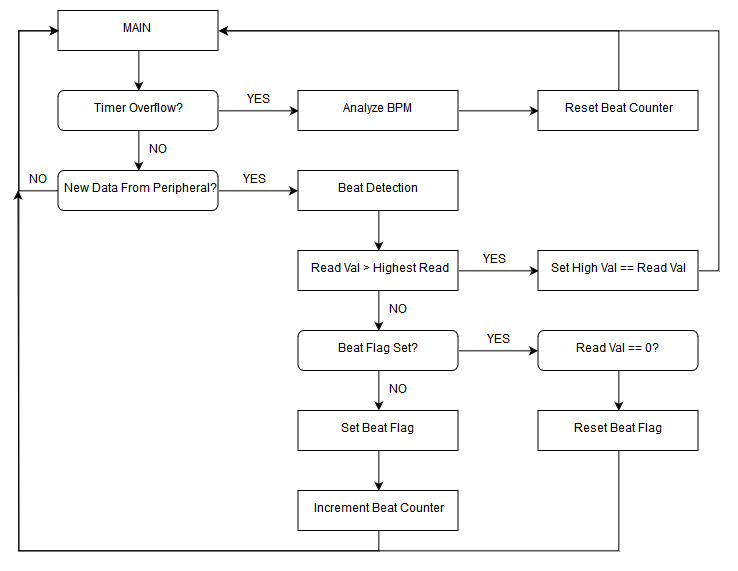 MAIN
Timer Overflow?
YES
Analyze BPM
Reset Beat Counter
NO
NO
New Data From Peripheral?
YES
Beat Detection
Read Val > Highest Read
YES
Set High Val == Read Val
NO
Beat Flag Set?
YES
Read Val == 0?
NO
Set Beat Flag
Reset Beat Flag
Increment Beat Counter